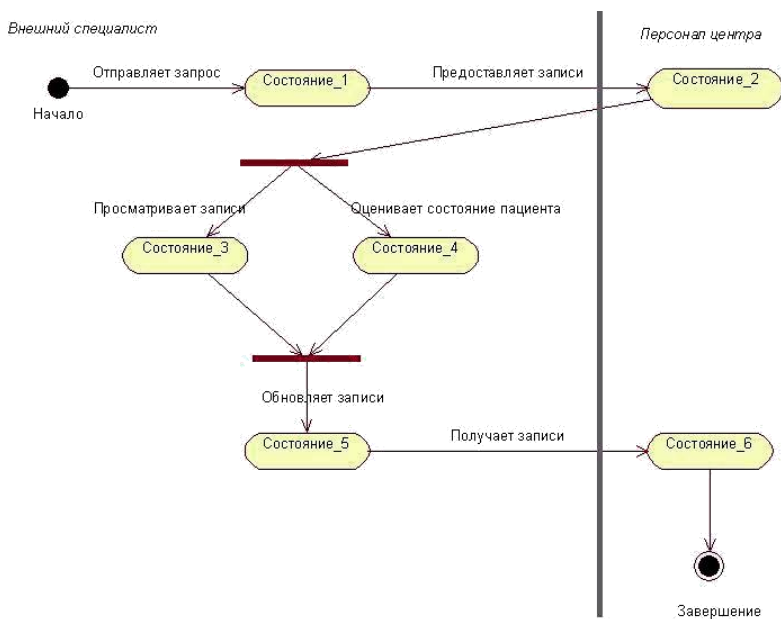 Внешний специалист
Персонал центра
Отправляет запрос
Состояние_1
Предоставляет записи
Состояние_2
Начало
Просматривает записи
Оценивает состояние пациента
Состояние_3
Состояние_4
Обновляет записи
Состояние_5
Получает записи
Состояние_6
Завершение